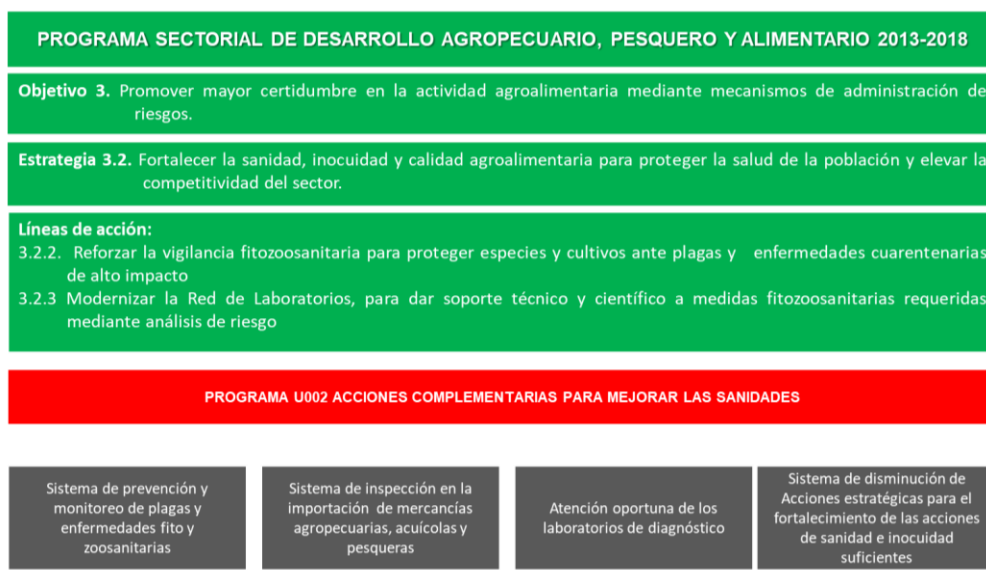 PROGRAMA SECTORIAL DE DESARROLLO AGROPECUARIO, PESQUERO Y ALIMENTARIO 2013-2018
Objetivo 3. Promover mayor certidumbre en la actividad agroalimentaria mediante mecanismos de administración de
riesgos.
Estrategia 3.2. Fortalecer la sanidad, inocuidad y calidad agroalimentaria para proteger la salud de la población y elevar la
competitividad del sector.
Líneas de acción:
3.2.2. Reforzar la vigilancia fitozoosanitaria para proteger especies y cultivos ante plagas y enfermedades cuarentenarias
de alto impacto
3.2.3 Modernizar la Red de Laboratorios, para dar soporte técnico y científico a medidas fitozoosanitarias requeridas
mediante análisis de riesgo
PROGRAMA U002 ACCIONES COMPLEMENTARIAS PARA MEJORAR LAS SANIDADES
Sistema de prevención y
monitoreo de plagas y
enfermedades fito y
zoosanitarias
Sistema de inspección en la
importación de mercancías
agropecuarias, acuícolas y
pesqueras
Atención oportuna de los
laboratorios de diagnóstico
Sistema de disminución de
Acciones estratégicas para el
fortalecimiento de las acciones
de sanidad e inocuidad
suficientes